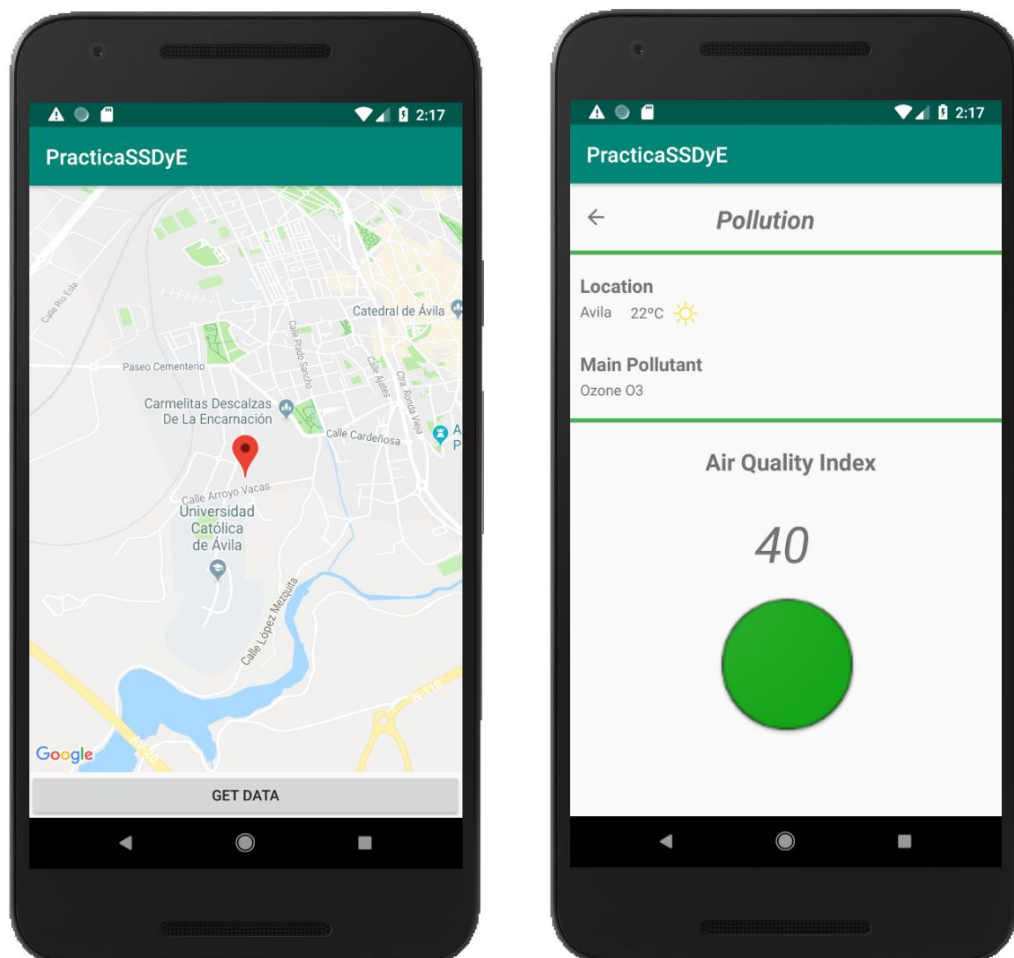 2:17
PracticaSSDyE
Calle Rio Esla
Catedral de Ávila
Calle Prado Sancho
Paseo Cementerio
Calle Ajates
Ctra. Ronda Vieja
Carmelitas Descalzas
De La Encarnación
Calle Cardeñosa
A
P
Calle Arroyo Vacas
Universidad
Católica
de Ávila
Calle López Mezquita
N-110
Google
GET DATA
2:17
PracticaSSDyE
Pollution
Location
Avila 22ºC
Main Pollutant
Ozone O3
Air Quality Index
40